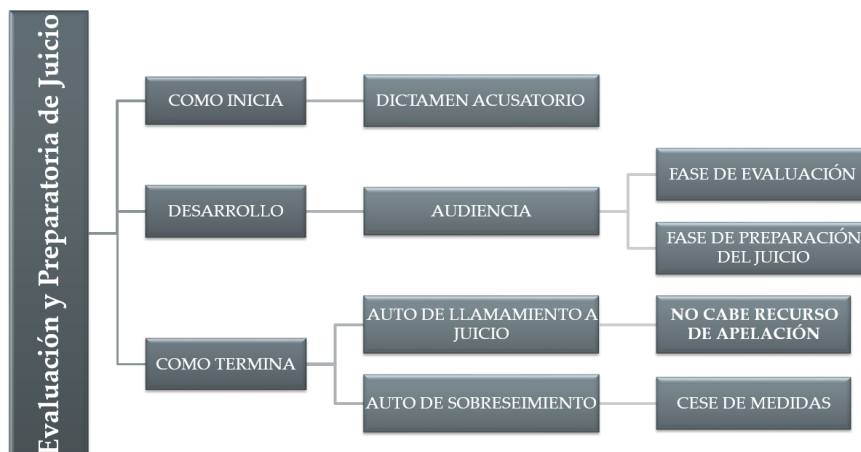 Evaluación y Preparatoria de Juicio
COMO INICIA
DICTAMEN ACUSATORIO
DESARROLLO
AUDIENCIA
FASE DE EVALUACIÓN
FASE DE PREPARACIÓN
DEL JUICIO
COMO TERMINA
AUTO DE LLAMAMIENTO A
JUICIO
NO CABE RECURSO
DE APELACIÓN
AUTO DE SOBRESEIMIENTO
CESE DE MEDIDAS